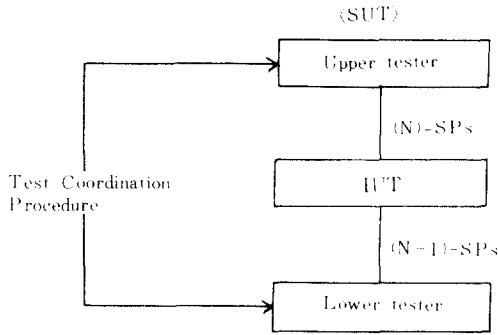 (SUT)
Upper tester
(N)-SPs
Test Coordination
Procedure
IUT
(N-1)-SPs
Lower tester